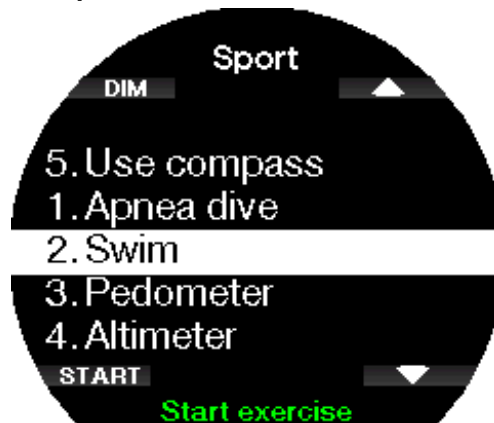 Sport
DIM
5. Use compass
1. Apnea dive
2. Swim
3. Pedometer
4. Altimeter
START
Start exercise